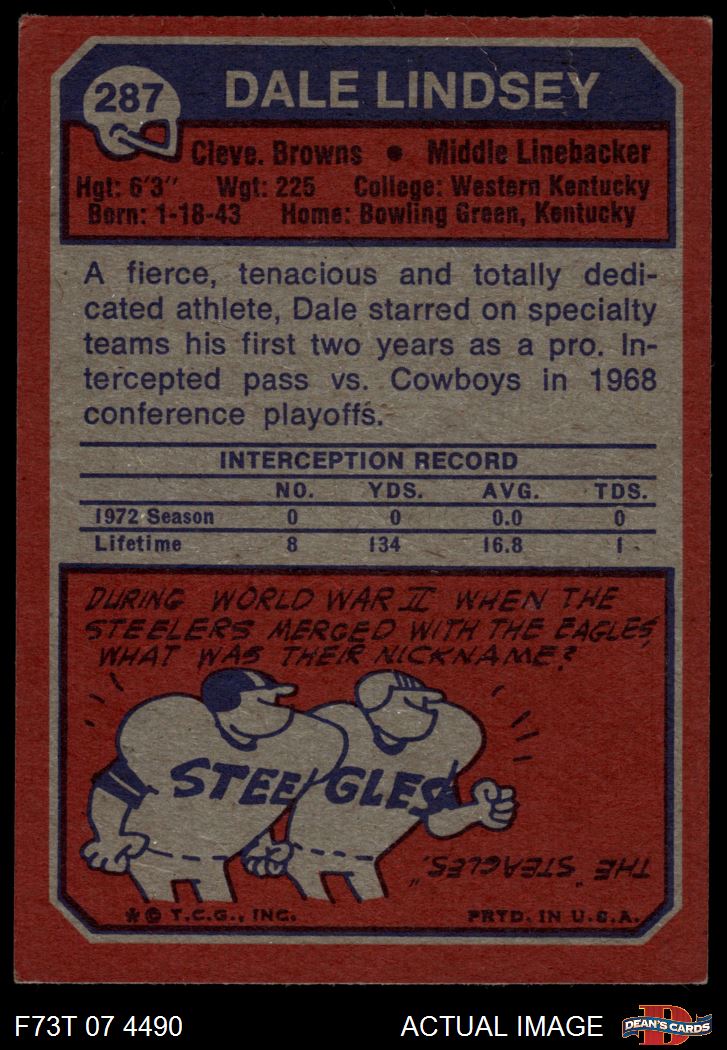 287
DALE LINDSEY
Cleve. Browns • Middle Linebacker
Hgt: 6'3" Wgt: 225 College: Western Kentucky
Born: 1-18-43 Home: Bowling Green, Kentucky
A fierce, tenacious and totally dedi-
cated athlete, Dale starred on specialty
teams his first two years as a pro. In-
tercepted pass vs. Cowboys in 1968
conference playoffs.
INTERCEPTION RECORD
NO. YDS. AVG. TDS.
1972 Season 0 0 0.0 0
Lifetime 8 134 16.8 1
DURING WORLD WAR II WHEN THE
STEELERS MERGED WITH THE EAGLES,
WHAT WAS THEIR NICKNAME?
STEE GLES
THE "STEAGLES".
* © T.C.G., INC. PRTD. IN U.S.A.
F73T 07 4490 ACTUAL IMAGE
D
DEAN'S CARDS